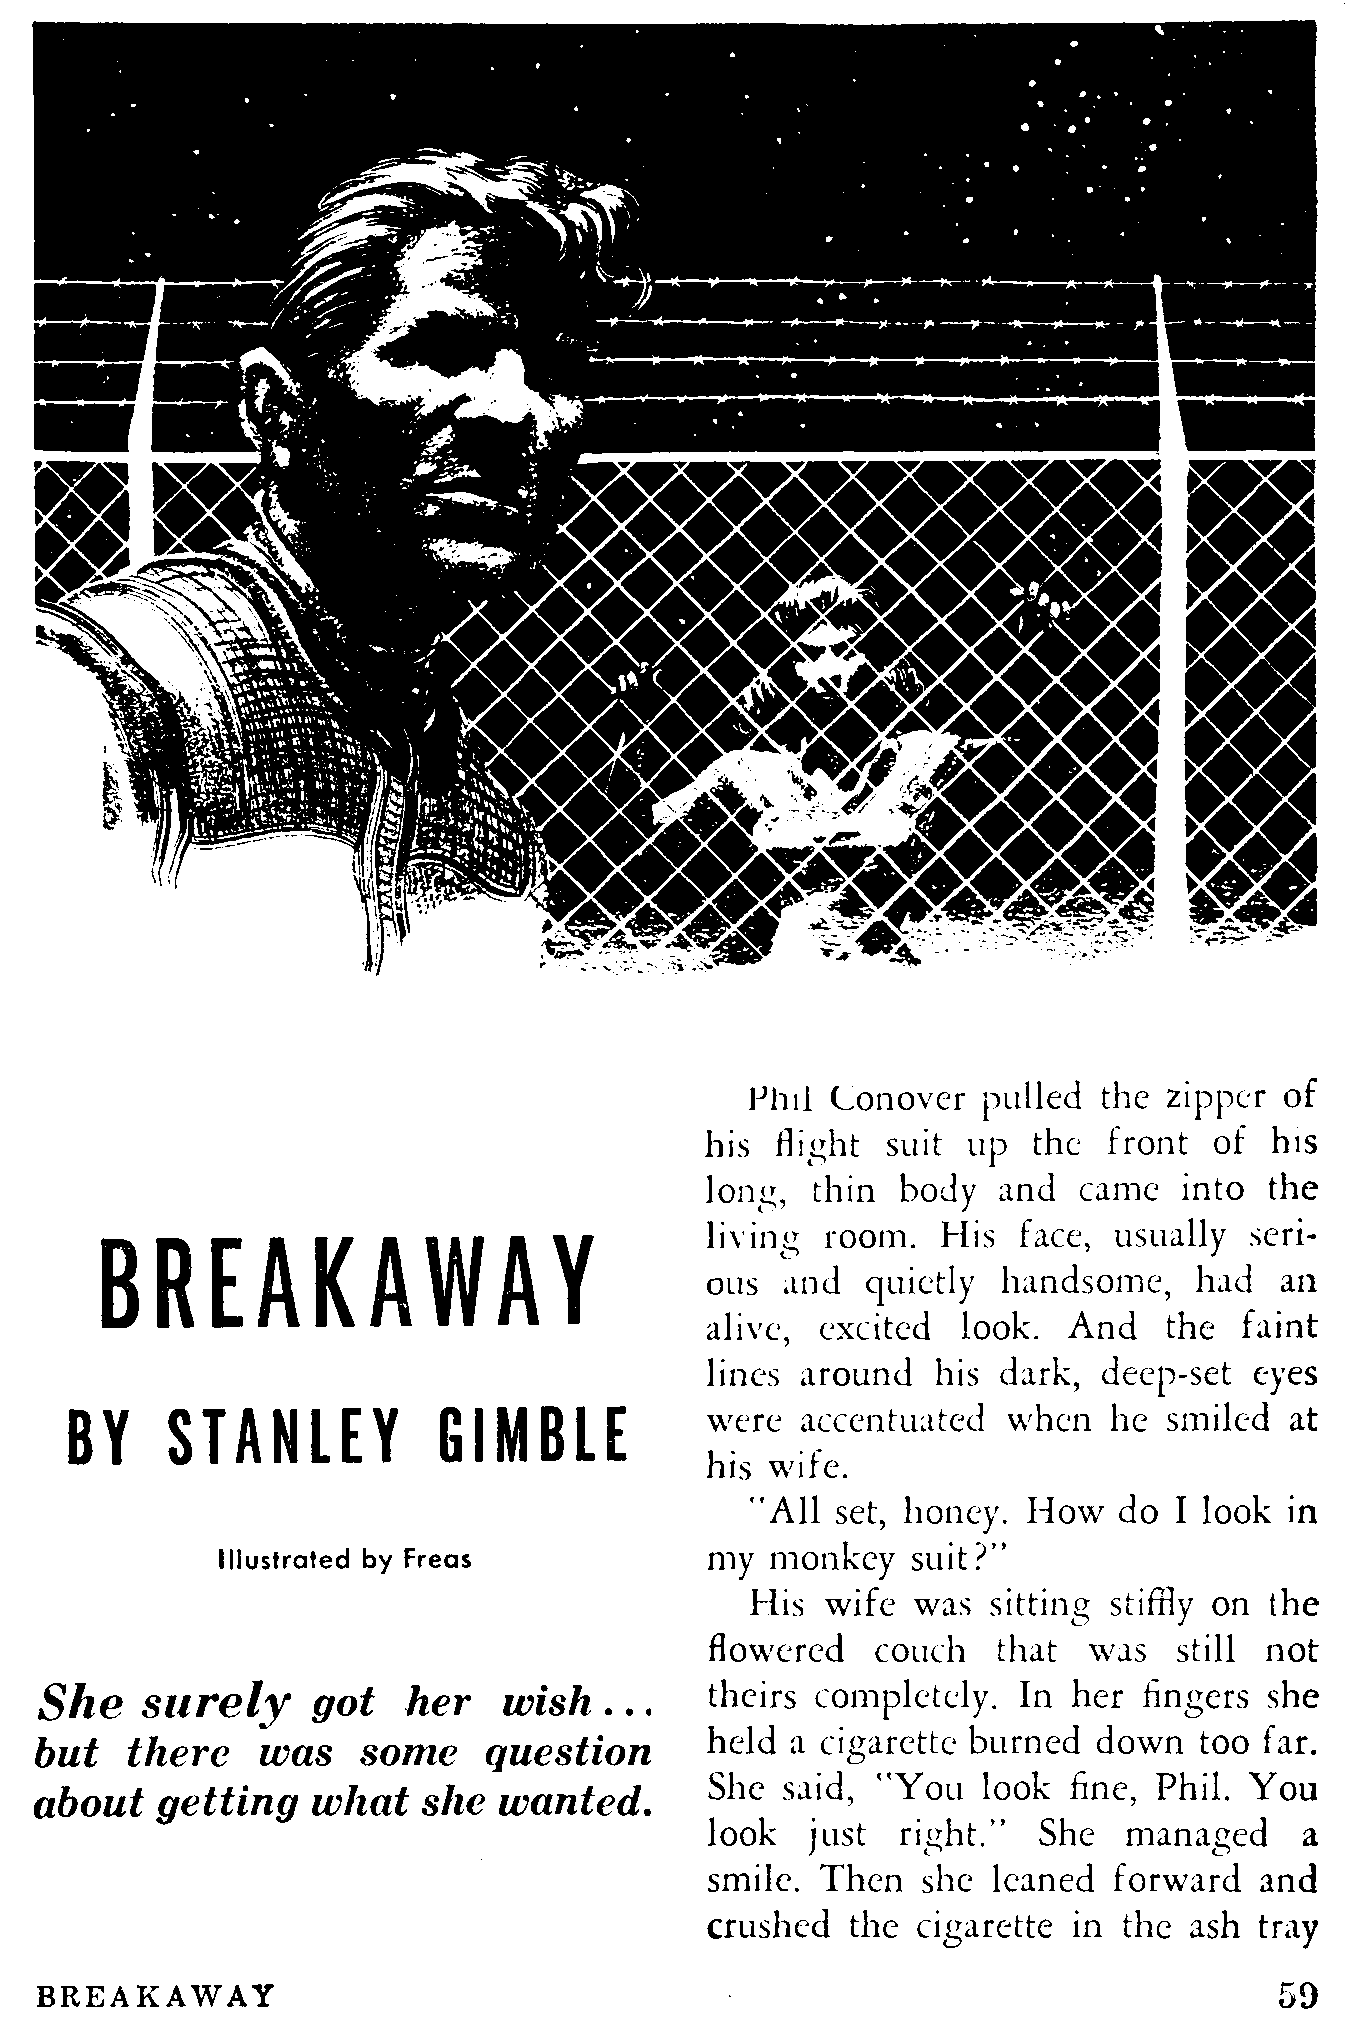 BREAKAWAY
BY STANLEY GIMBLE
Illustrated by Freas
She surely got her wish...
but there was some question
about getting what she wanted.
Phil Conover pulled the zipper of
his flight suit up the front of his
long, thin body and came into the
living room. His face, usually seri-
ous and quietly handsome, had an
alive, excited look. And the faint
lines around his dark, deep-set eyes
were accentuated when he smiled at
his wife.
"All set, honey. How do I look in
my monkey suit?"
His wife was sitting stiffly on the
flowered couch that was still not
theirs completely. In her fingers she
held a cigarette burned down too far.
She said, "You look fine, Phil. You
look just right." She managed a
smile. Then she leaned forward and
crushed the cigarette in the ash tray
BREAKAWAY 59